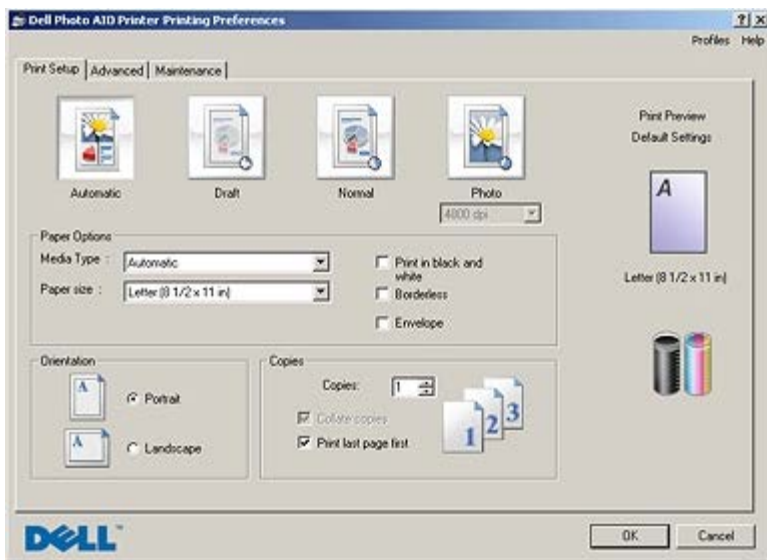 Dell Photo AIO Printer Printing Preferences
Profiles Help
Print Setup Advanced Maintenance
Automatic
Draft
Normal
Photo
4800 dpi
Print Preview
Default Settings
A
Letter (8 1/2 x 11 in)
Paper Options
Media Type : Automatic
Paper size : Letter (8 1/2 x 11 in)
Print in black and
white
Borderless
Envelope
Orientation
A
Portrait
A
Landscape
Copies
Copies: 1
Collate copies
Print last page first
1 2 3
DELL™
OK Cancel